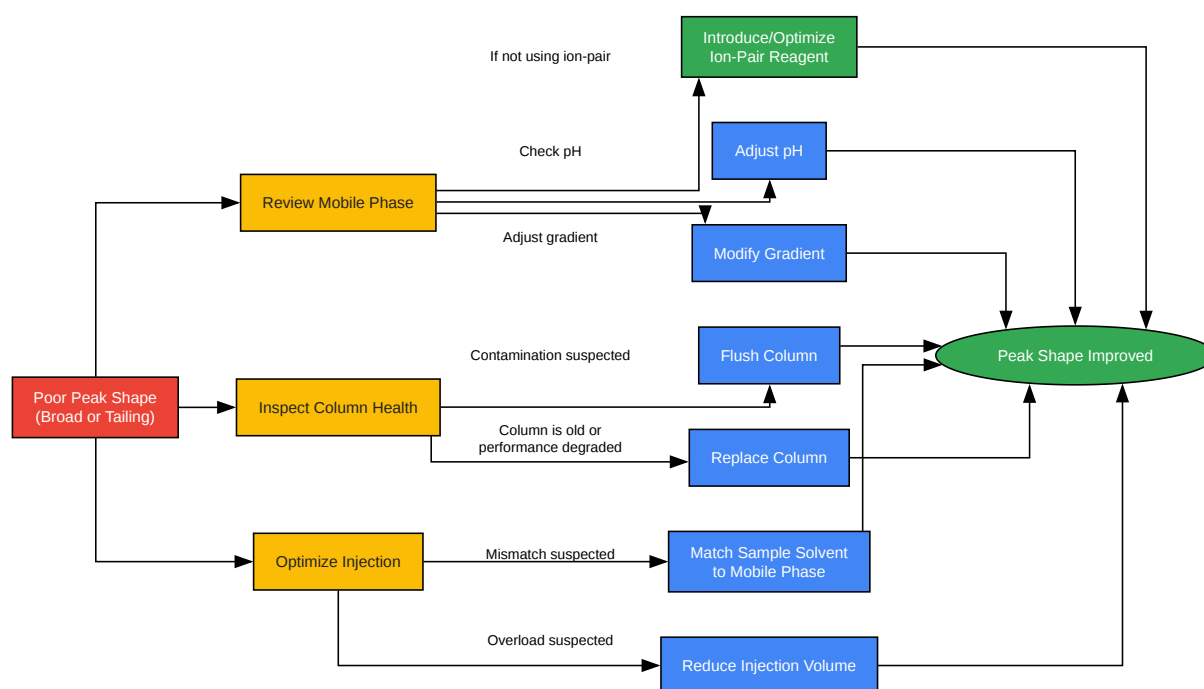 Introduce/Optimize
Ion-Pair Reagent
If not using ion-pair
Check pH
Adjust pH
Review Mobile Phase
Adjust gradient
Modify Gradient
Contamination suspected
Flush Column
Peak Shape Improved
Poor Peak Shape
(Broad or Tailing)
Inspect Column Health
Column is old or
performance degraded
Replace Column
Optimize Injection
Mismatch suspected
Match Sample Solvent
to Mobile Phase
Overload suspected
Reduce Injection Volume